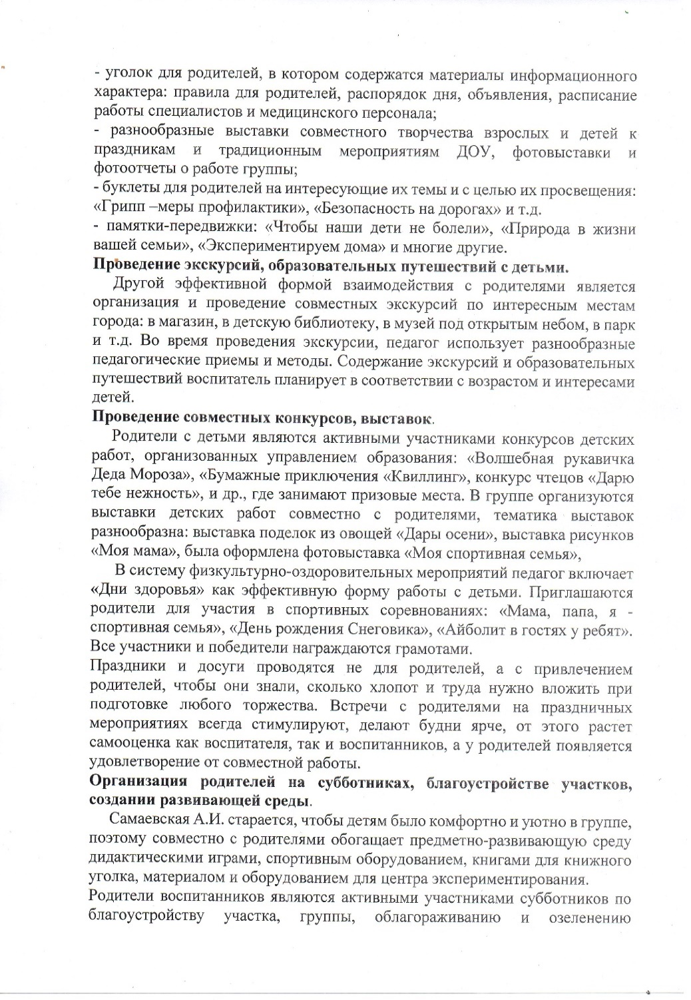 - уголок для родителей, в котором содержатся материалы информационного
характера: правила для родителей, распорядок дня, объявления, расписание
работы специалистов и медицинского персонала;
- разнообразные выставки совместного творчества взрослых и детей к
праздникам и традиционным мероприятиям ДОУ, фотовыставки и
фотоотчеты о работе группы;
- буклеты для родителей на интересующие их темы и с целью их просвещения:
«Грипп –меры профилактики», «Безопасность на дорогах» и т.д.
- памятки-передвижки: «Чтобы наши дети не болели», «Природа в жизни
вашей семьи», «Экспериментируем дома» и многие другие.
Проведение экскурсий, образовательных путешествий с детьми.
Другой эффективной формой взаимодействия с родителями является
организация и проведение совместных экскурсий по интересным местам
города: в магазин, в детскую библиотеку, в музей под открытым небом, в парк
и т.д. Во время проведения экскурсии, педагог использует разнообразные
педагогические приемы и методы. Содержание экскурсий и образовательных
путешествий воспитатель планирует в соответствии с возрастом и интересами
детей.
Проведение совместных конкурсов, выставок.
Родители с детьми являются активными участниками конкурсов детских
работ, организованных управлением образования: «Волшебная рукавичка
Деда Мороза», «Бумажные приключения «Квиллинг», конкурс чтецов «Дарю
тебе нежность», и др., где занимают призовые места. В группе организуются
выставки детских работ совместно с родителями, тематика выставок
разнообразна: выставка поделок из овощей «Дары осени», выставка рисунков
«Моя мама», была оформлена фотовыставка «Моя спортивная семья»,
В систему физкультурно-оздоровительных мероприятий педагог включает
«Дни здоровья» как эффективную форму работы с детьми. Приглашаются
родители для участия в спортивных соревнованиях: «Мама, папа, я -
спортивная семья», «День рождения Снеговика», «Айболит в гостях у ребят».
Все участники и победители награждаются грамотами.
Праздники и досуги проводятся не для родителей, а с привлечением
родителей, чтобы они знали, сколько хлопот и труда нужно вложить при
подготовке любого торжества. Встречи с родителями на праздничных
мероприятиях всегда стимулируют, делают будни ярче, от этого растет
самооценка как воспитателя, так и воспитанников, а у родителей появляется
удовлетворение от совместной работы.
Организация родителей на субботниках, благоустройстве участков,
создании развивающей среды.
Самаевская А.И. старается, чтобы детям было комфортно и уютно в группе,
поэтому совместно с родителями обогащает предметно-развивающую среду
дидактическими играми, спортивным оборудованием, книгами для книжного
уголка, материалом и оборудованием для центра экспериментирования.
Родители воспитанников являются активными участниками субботников по
благоустройству участка, группы, облагораживанию и озеленению